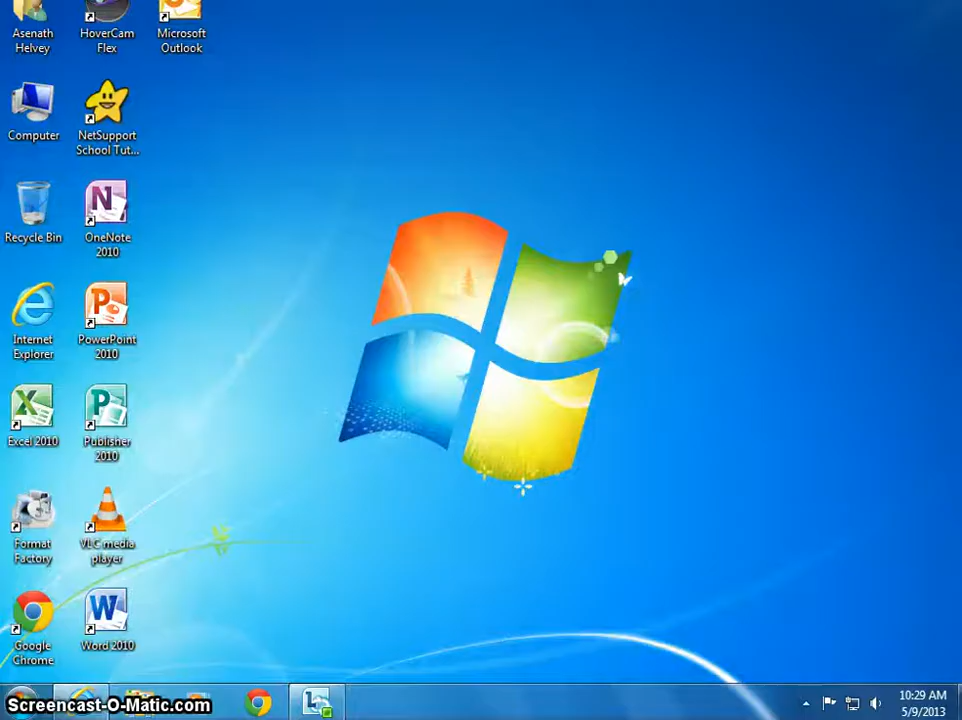 Asenath
Helvey
HoverCam
Flex
Microsoft
Outlook
Computer
NetSupport
School Tut...
Recycle Bin
OneNote
2010
Internet
Explorer
PowerPoint
2010
Excel 2010
Publisher
2010
Format
Factory
VLC media
player
Google
Chrome
Word 2010
Screencast-O-Matic.com
10:29 AM
5/9/2013